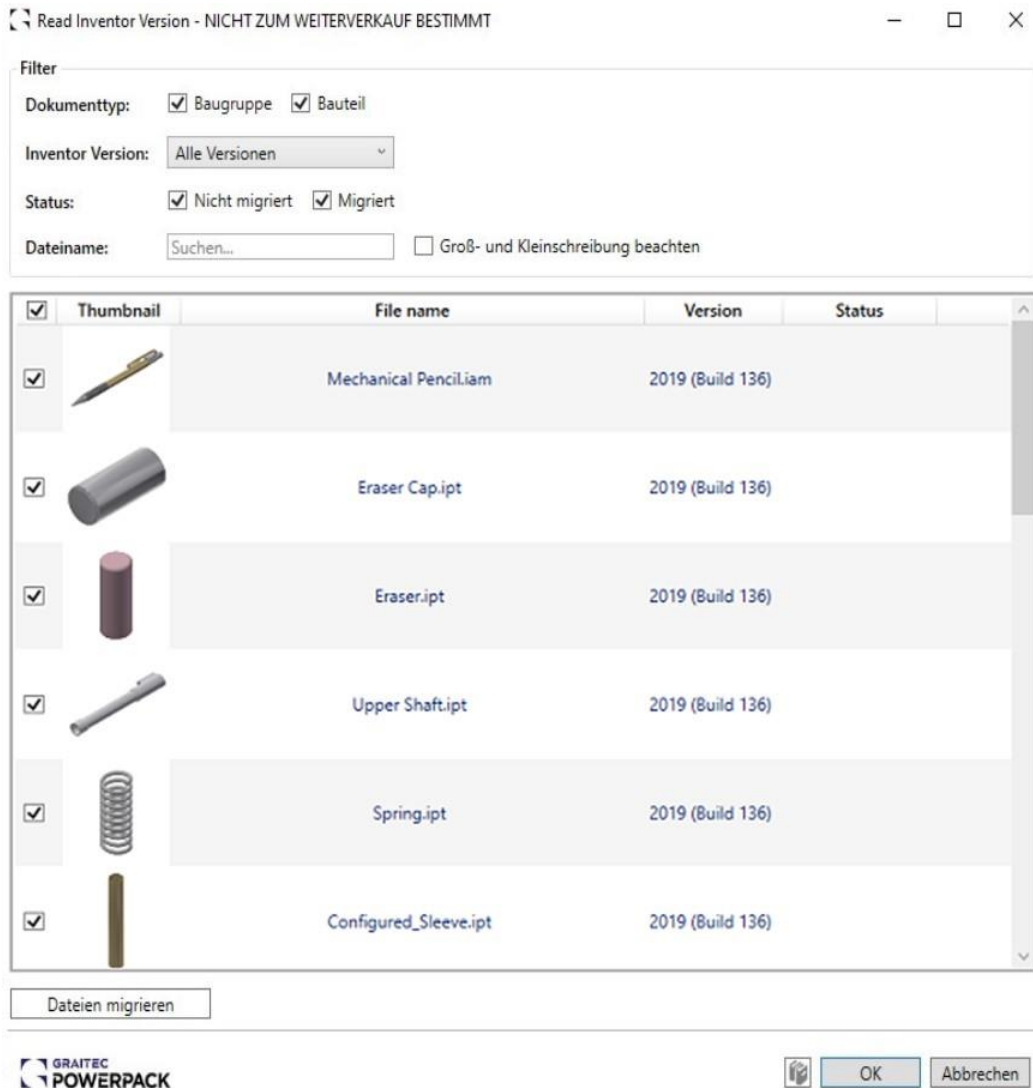 Read Inventor Version - NICHT ZUM WEITERVERKAUF BESTIMMT
Filter
Dokumenttyp: Baugruppe Bauteil
Inventor Version: Alle Versionen
Status: Nicht migriert Migriert
Dateiname: Suchen... Groß- und Kleinschreibung beachten
Thumbnail File name Version Status
Mechanical Pencil.iam 2019 (Build 136)
Eraser Cap.ipt 2019 (Build 136)
Eraser.ipt 2019 (Build 136)
Upper Shaft.ipt 2019 (Build 136)
Spring.ipt 2019 (Build 136)
Configured_Sleeve.ipt 2019 (Build 136)
Dateien migrieren
GRAITEC
POWERPACK OK Abbrechen